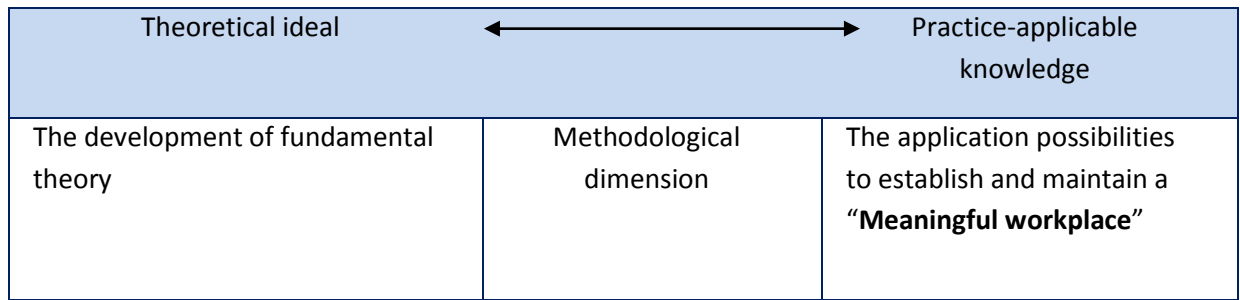 Theoretical ideal
Practice-applicable
knowledge
The development of fundamental
theory
Methodological
dimension
The application possibilities
to establish and maintain a
“Meaningful workplace”